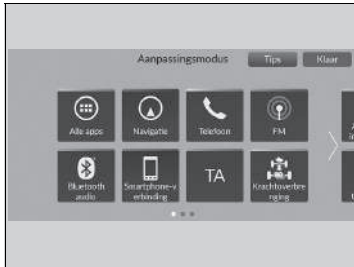 Aanpassingsmodus Tips Klaar
Alle apps Navigatie Telefoon FM
Bluetooth
audio
Smartphone-v
erbinding
TA
Krachtoverbre
nging